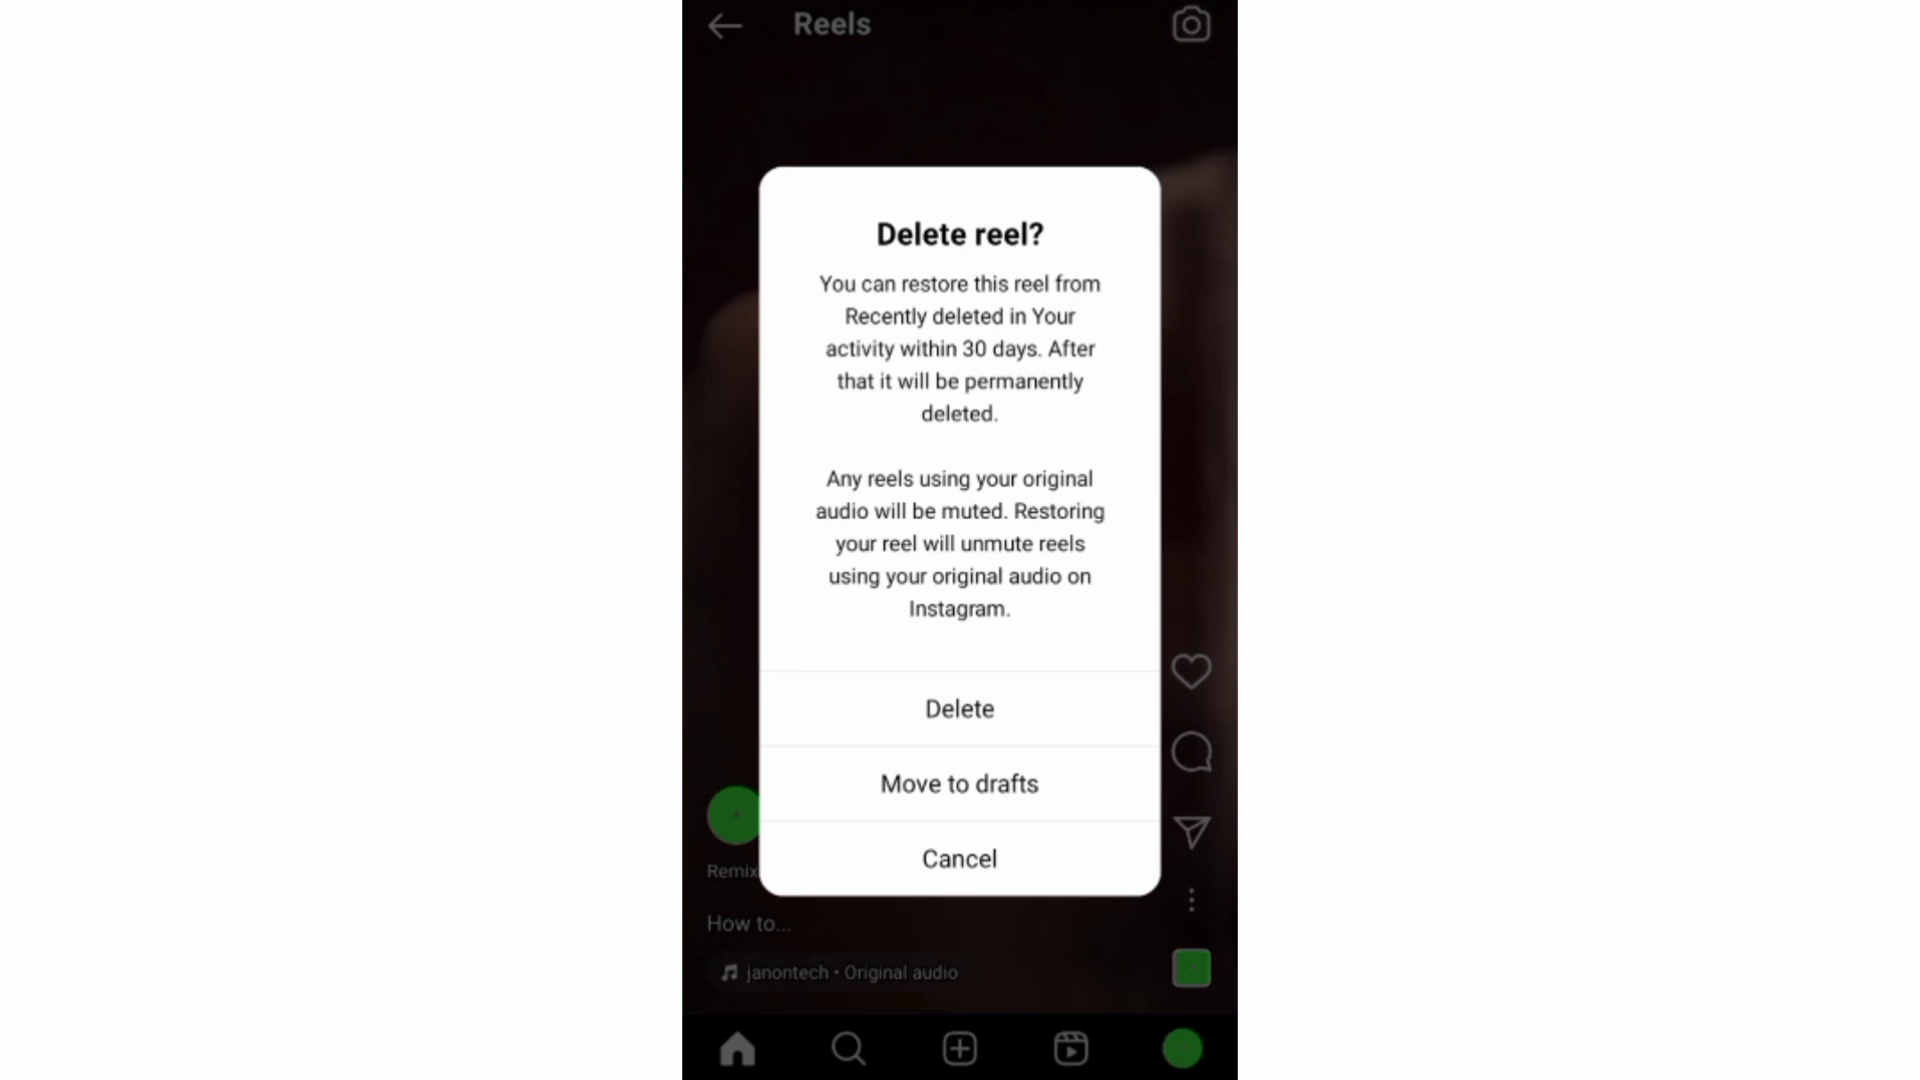 Reels
Delete reel?
You can restore this reel from
Recently deleted in Your
activity within 30 days. After
that it will be permanently
deleted.
Any reels using your original
audio will be muted. Restoring
your reel will unmute reels
using your original audio on
Instagram.
Delete
Move to drafts
Cancel
Remix
How to...
janontech • Original audio